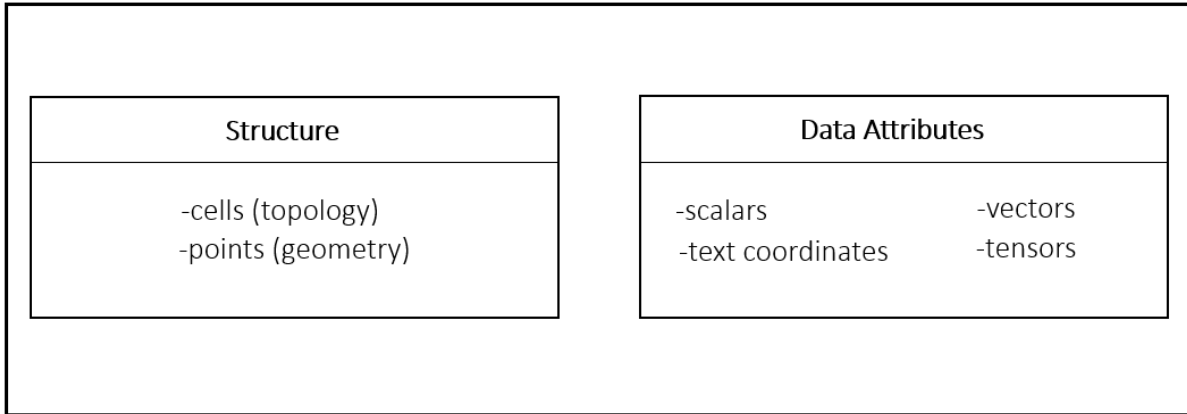 Structure
-cells (topology)
-points (geometry)
Data Attributes
-scalars
-text coordinates
-vectors
-tensors